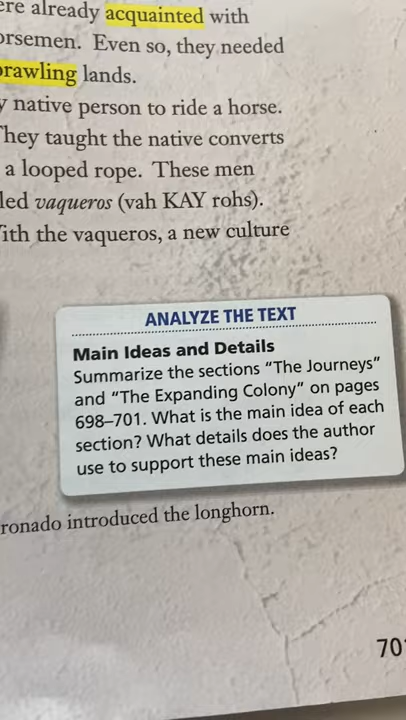 ere already acquainted with
orsemen. Even so, they needed
prawling lands.
y native person to ride a horse.
They taught the native converts
a looped rope. These men
led vaqueros (vah KAY rohs).
ith the vaqueros, a new culture
ANALYZE THE TEXT
Main Ideas and Details
Summarize the sections “The Journeys”
and “The Expanding Colony” on pages
698–701. What is the main idea of each
section? What details does the author
use to support these main ideas?
ronado introduced the longhorn.
70